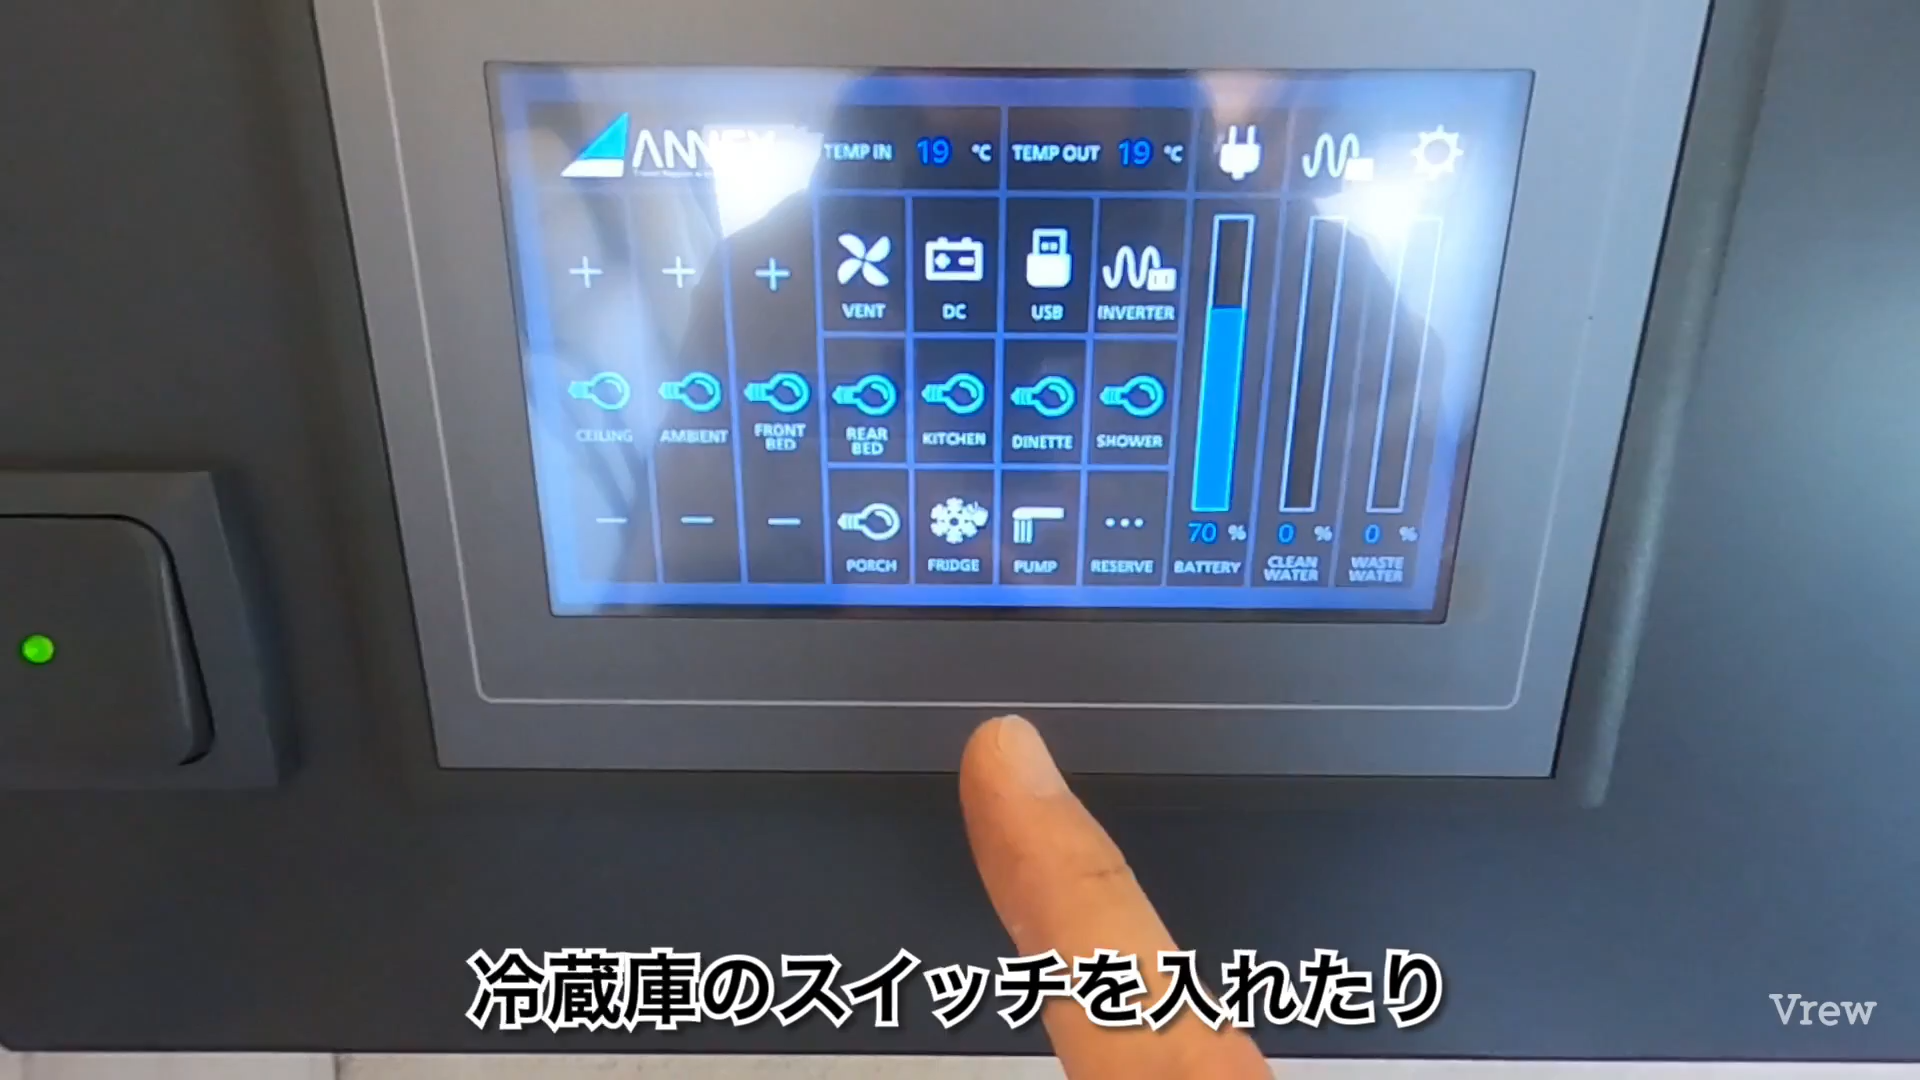 ANNEX
TEMP IN 19 °C
TEMP OUT 19 °C
VENT
DC
USB
INVERTER
CEILING
AMBIENT
FRONT
BED
REAR
BED
KITCHEN
DINETTE
SHOWER
PORCH
FRIDGE
PUMP
RESERVE
70 %
BATTERY
0 %
CLEAN
WATER
0 %
WASTE
WATER
冷蔵庫のスイッチを入れたり
Vrew